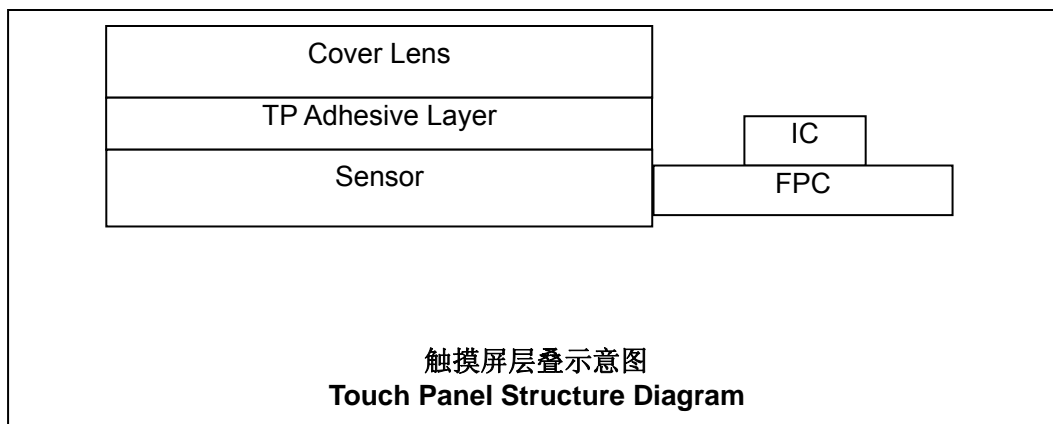 Cover Lens
TP Adhesive Layer
IC
Sensor
FPC
触摸屏层叠示意图
Touch Panel Structure Diagram